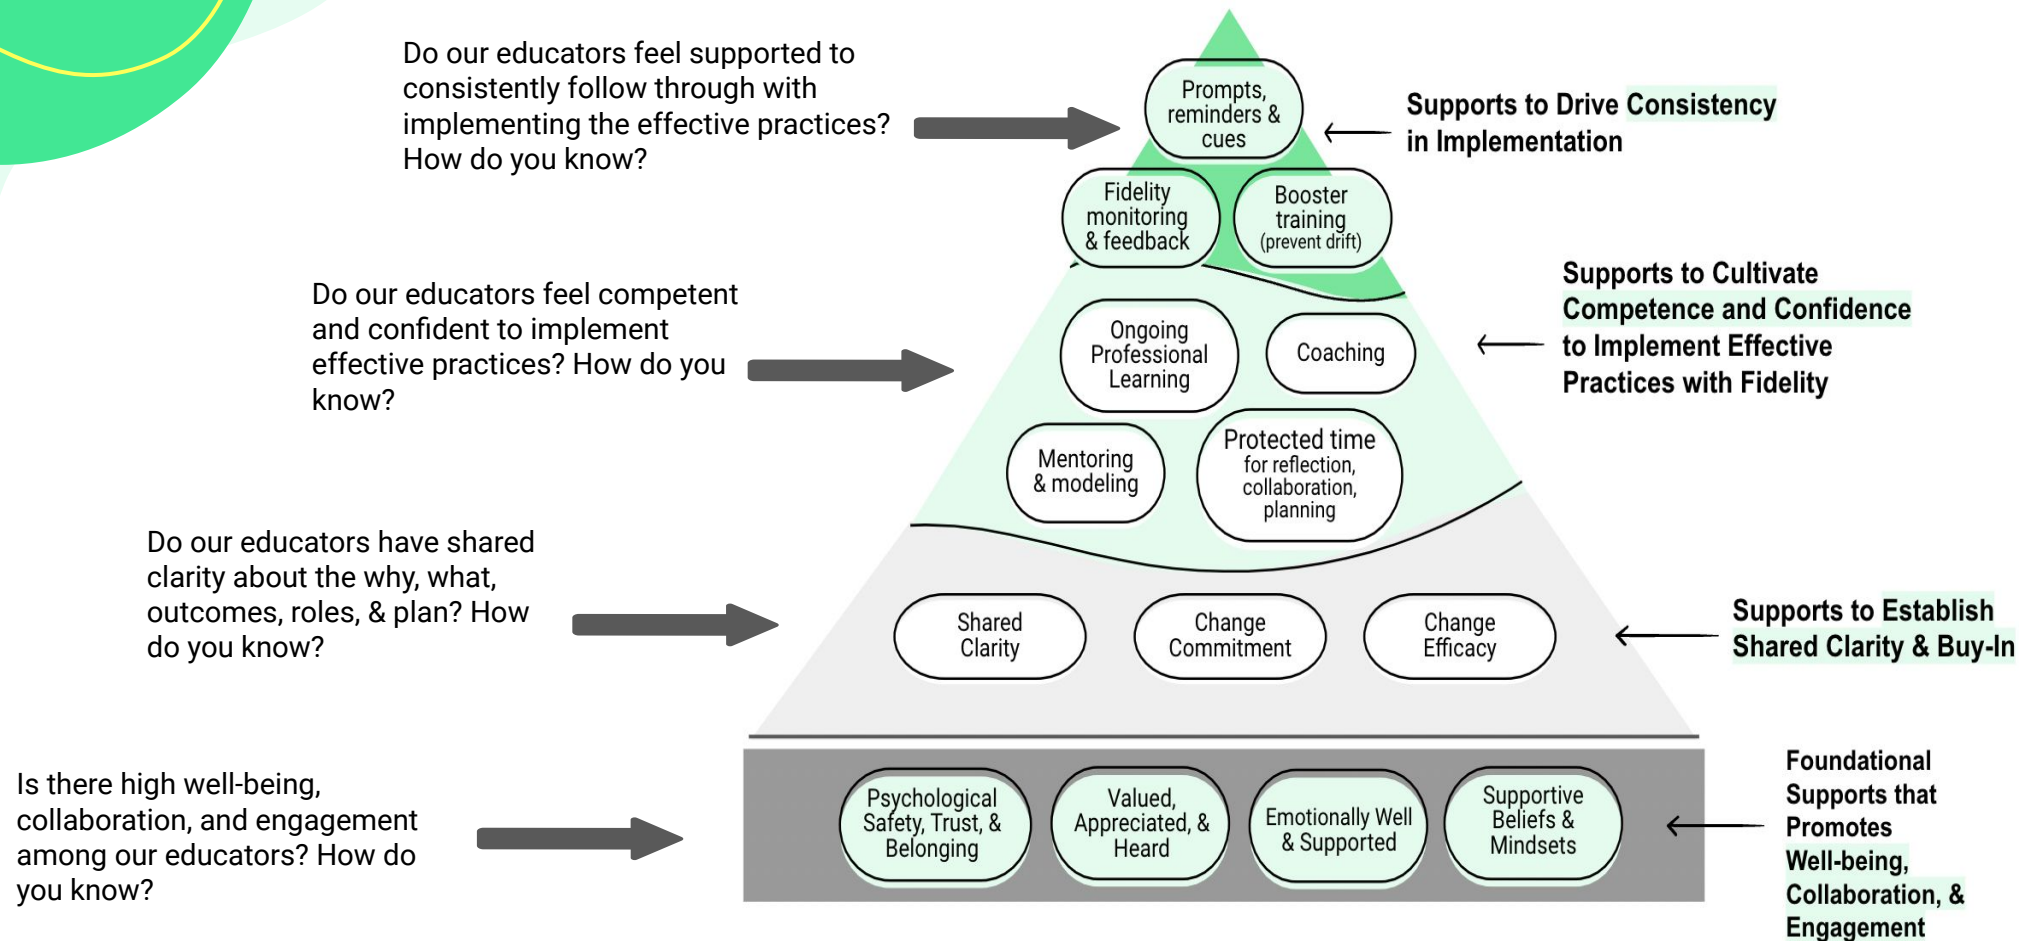 Do our educators feel supported to
consistently follow through with
implementing the effective practices?
How do you know?
Prompts,
reminders &
cues
Supports to Drive Consistency
in Implementation
Fidelity
monitoring
& feedback
Booster
training
(prevent drift)
Do our educators feel competent
and confident to implement
effective practices? How do you
know?
Ongoing
Professional
Learning
Coaching
Mentoring
& modeling
Protected time
for reflection,
collaboration,
planning
Supports to Cultivate
Competence and Confidence
to Implement Effective
Practices with Fidelity
Do our educators have shared
clarity about the why, what,
outcomes, roles, & plan? How
do you know?
Shared
Clarity
Change
Commitment
Change
Efficacy
Supports to Establish
Shared Clarity & Buy-In
Is there high well-being,
collaboration, and engagement
among our educators? How do
you know?
Psychological
Safety, Trust, &
Belonging
Valued,
Appreciated, &
Heard
Emotionally Well
& Supported
Supportive
Beliefs &
Mindsets
Foundational
Supports that
Promotes
Well-being,
Collaboration, &
Engagement